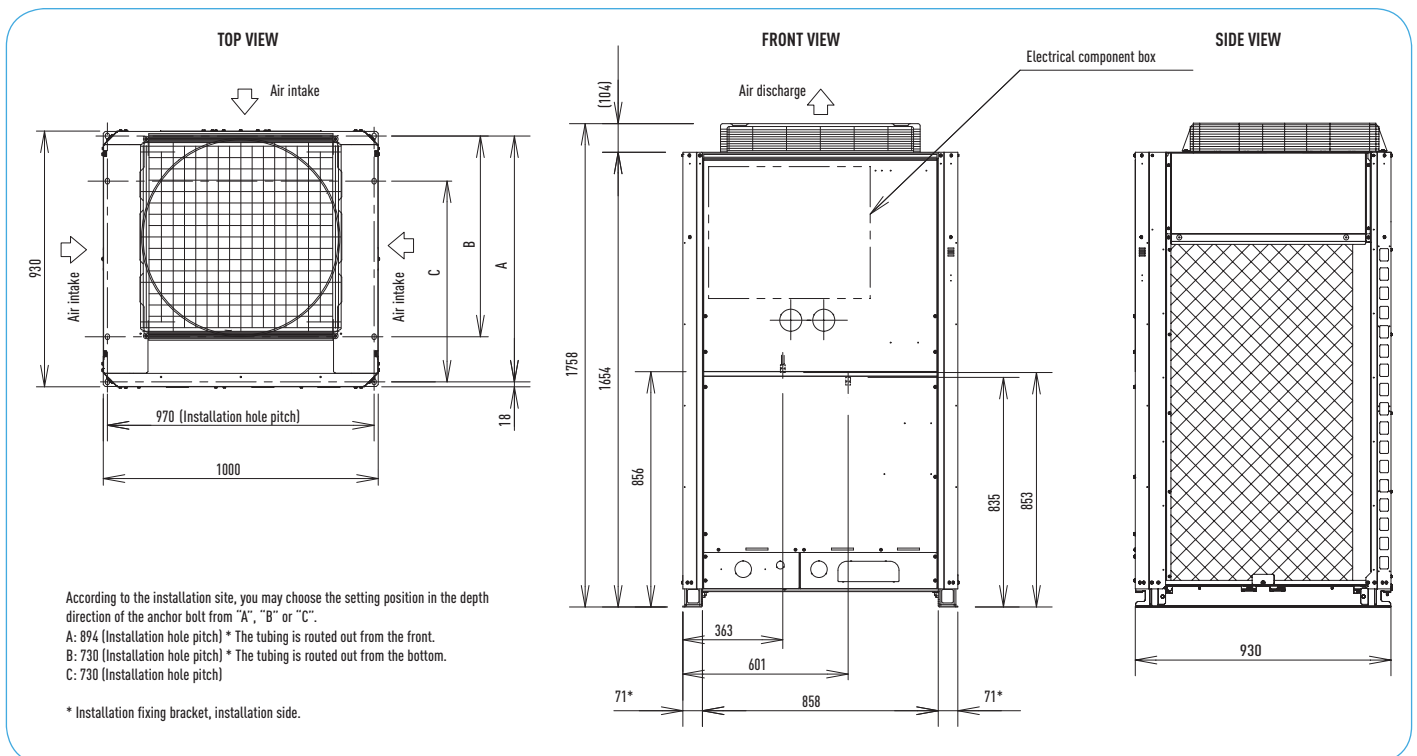 TOP VIEW
Air intake
930
Air intake
Air intake
C
B
A
970 (Installation hole pitch)
18
1000
According to the installation site, you may choose the setting position in the depth
direction of the anchor bolt from "A", "B" or "C".
A: 894 (Installation hole pitch) * The tubing is routed out from the front.
B: 730 (Installation hole pitch) * The tubing is routed out from the bottom.
C: 730 (Installation hole pitch)
* Installation fixing bracket, installation side.
FRONT VIEW
Electrical component box
(104)
Air discharge
1758
1654
856
835
853
363
601
71*
858
71*
SIDE VIEW
930